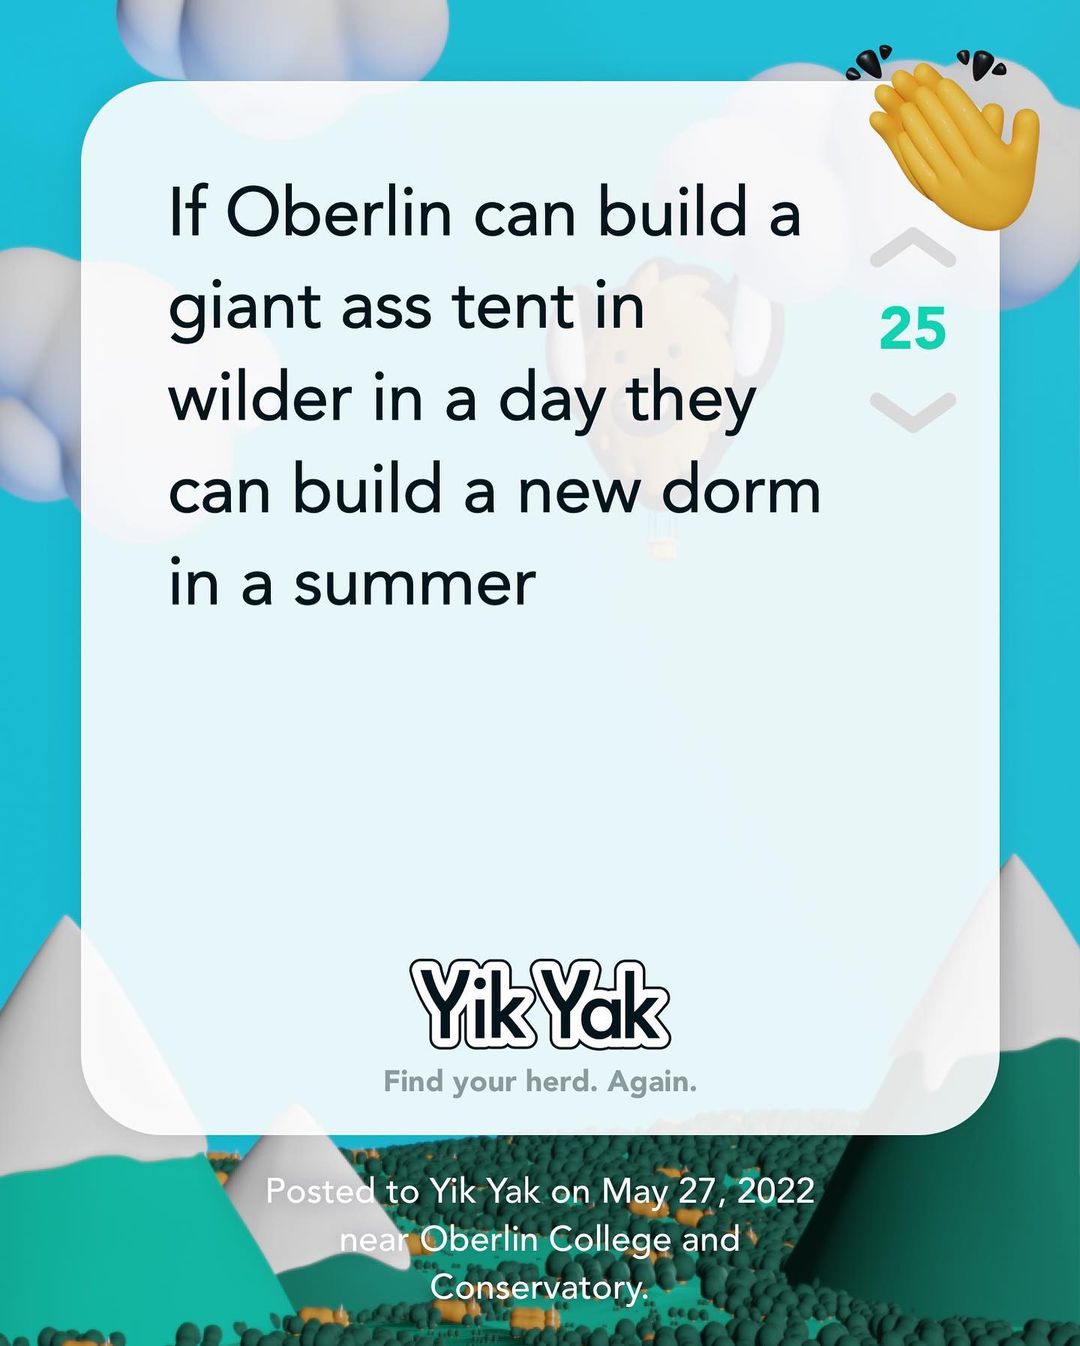 If Oberlin can build a
giant ass tent in
wilder in a day they
can build a new dorm
in a summer
25
Yik Yak
Find your herd. Again.
Posted to Yik Yak on May 27, 2022
near Oberlin College and
Conservatory.